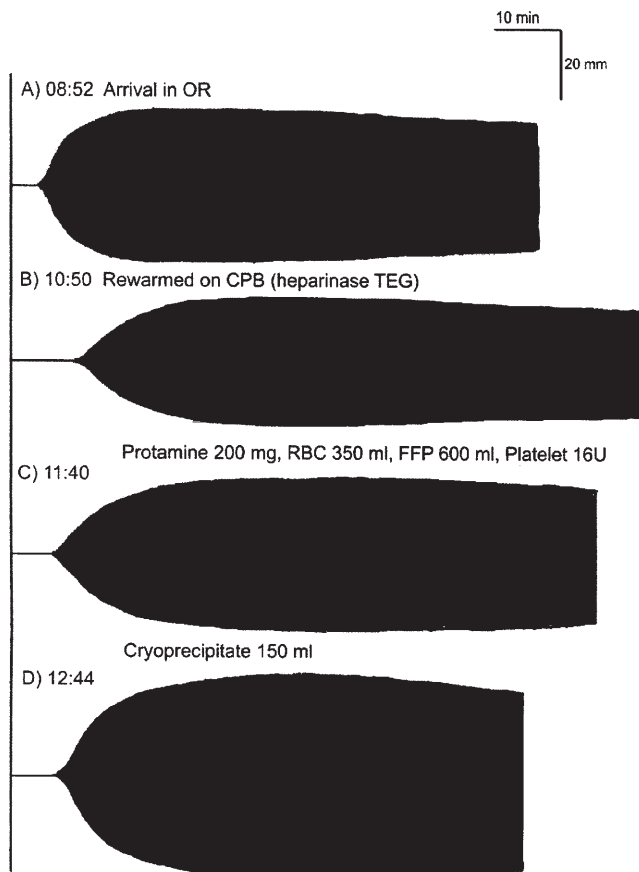 10 min
20 mm
A) 08:52 Arrival in OR
B) 10:50 Rewarmed on CPB (heparinase TEG)
Protamine 200 mg, RBC 350 ml, FFP 600 ml, Platelet 16U
C) 11:40
Cryoprecipitate 150 ml
D) 12:44